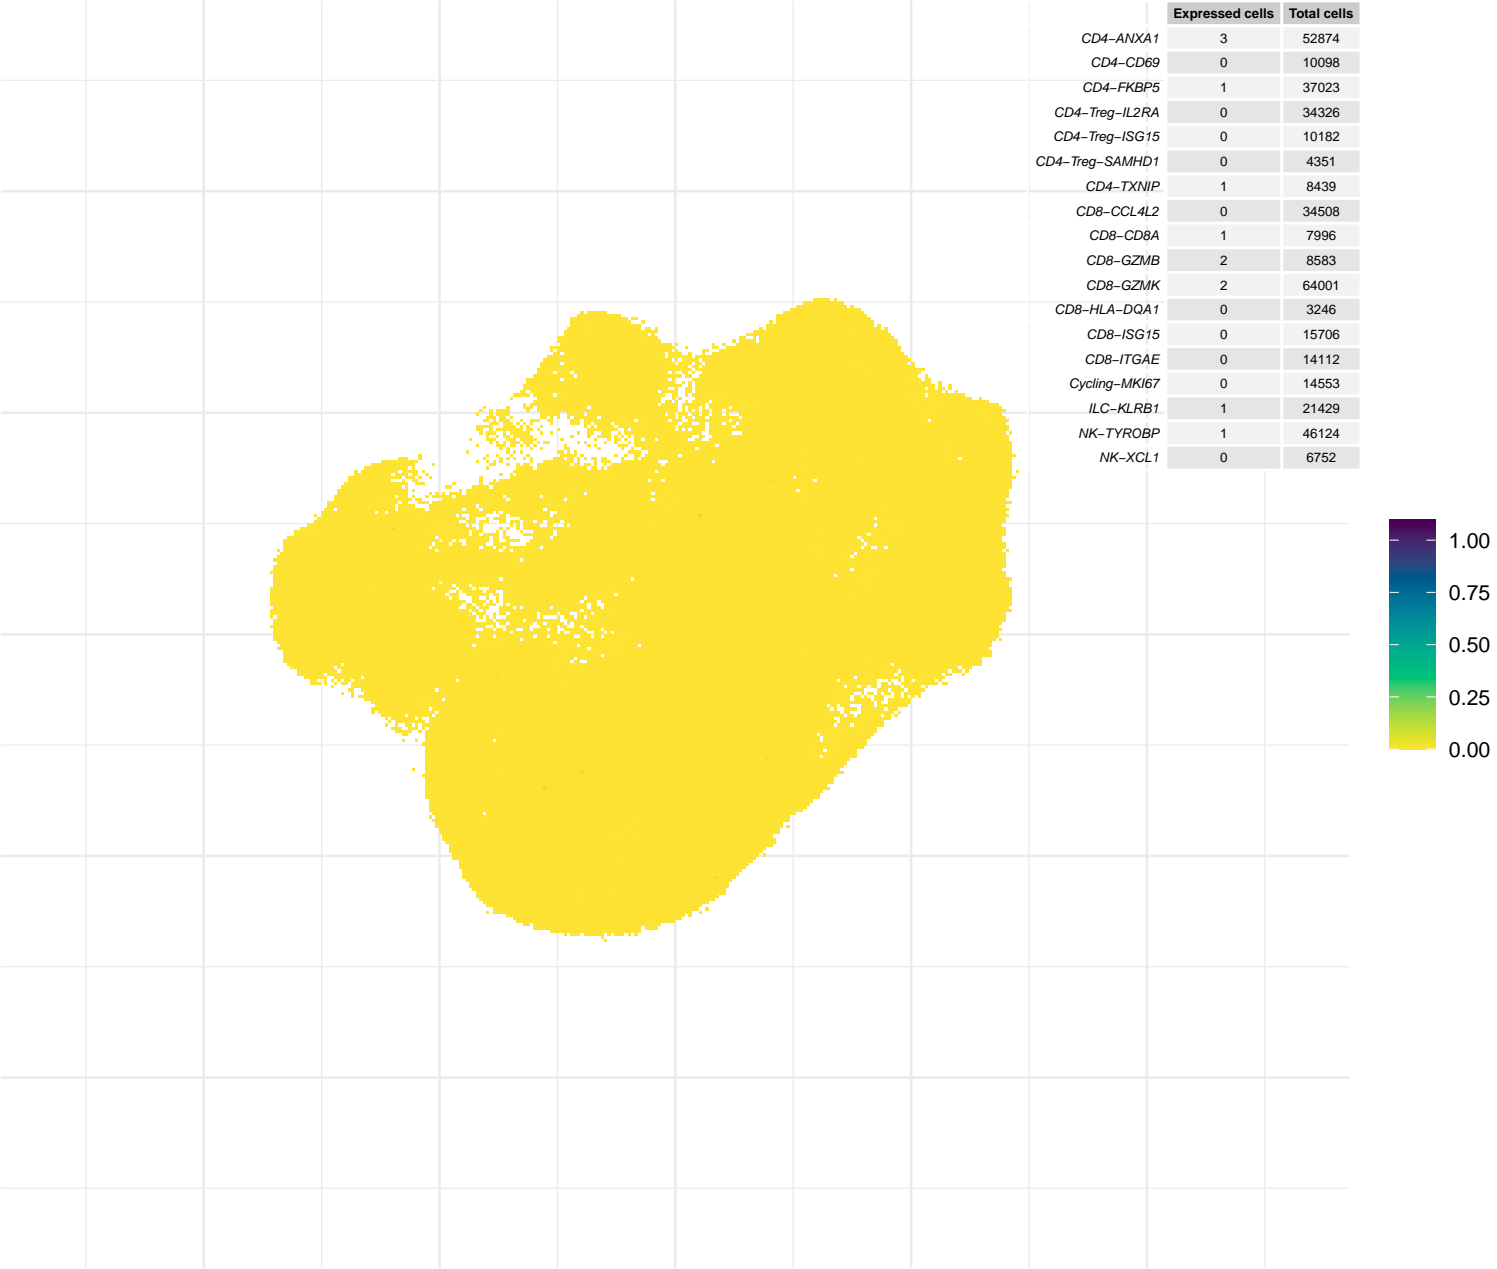 Expressed cells Total cells
CD4−ANXA1 3 52874
CD4−CD69 0 10098
CD4−FKBP5 1 37023
CD4−Treg−IL2RA 0 34326
CD4−Treg−ISG15 0 10182
CD4−Treg−SAMHD1 0 4351
CD4−TXNIP 1 8439
CD8−CCL4L2 0 34508
CD8−CD8A 1 7996
CD8−GZMB 2 8583
CD8−GZMK 2 64001
CD8−HLA−DQA1 0 3246
CD8−ISG15 0 15706
CD8−ITGAE 0 14112
Cycling−MKI67 0 14553
ILC−KLRB1 1 21429
NK−TYROBP 1 46124
NK−XCL1 0 6752
1.00
0.75
0.50
0.25
0.00